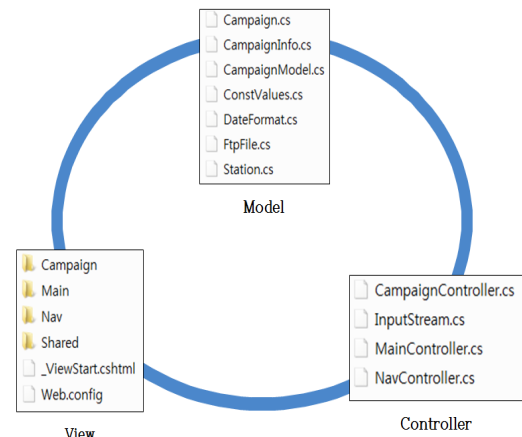 Campaign.cs
CampaignInfo.cs
CampaignModel.cs
ConstValues.cs
DateFormat.cs
FtpFile.cs
Station.cs
Model
Campaign
Main
Nav
Shared
_ViewStart.cshtml
Web.config
View
CampaignController.cs
InputStream.cs
MainController.cs
NavController.cs
Controller